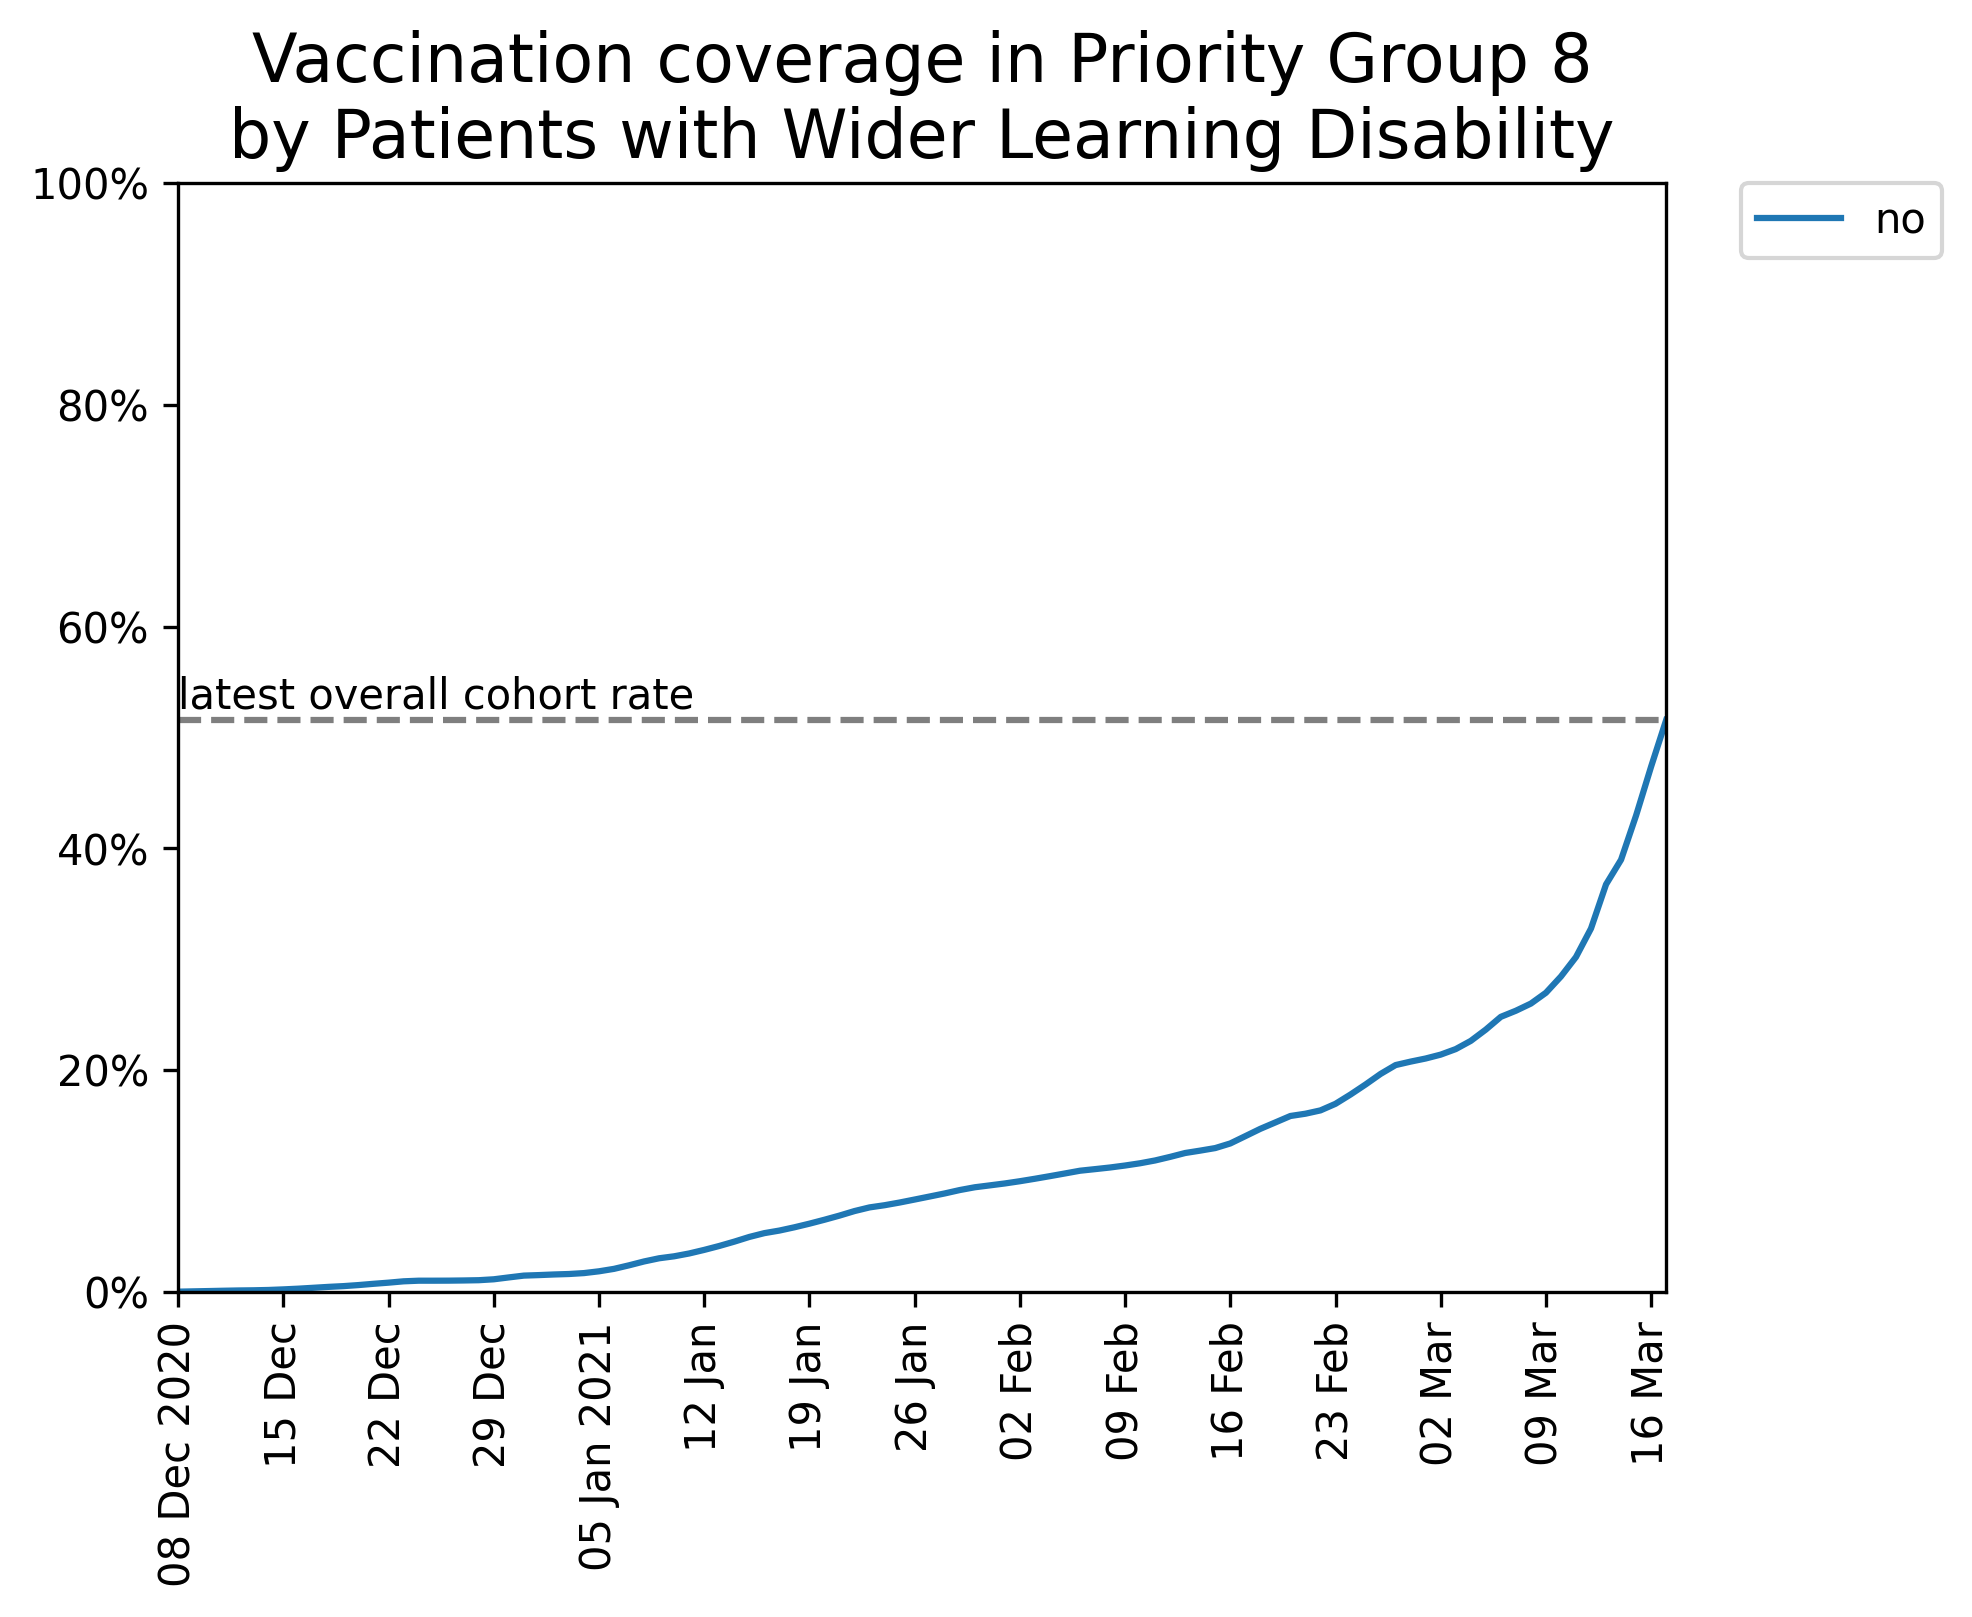 Vaccination coverage in Priority Group 8
by Patients with Wider Learning Disability
100%
80%
60%
40%
20%
0%
latest overall cohort rate
no
08 Dec 2020
15 Dec
22 Dec
29 Dec
05 Jan 2021
12 Jan
19 Jan
26 Jan
02 Feb
09 Feb
16 Feb
23 Feb
02 Mar
09 Mar
16 Mar